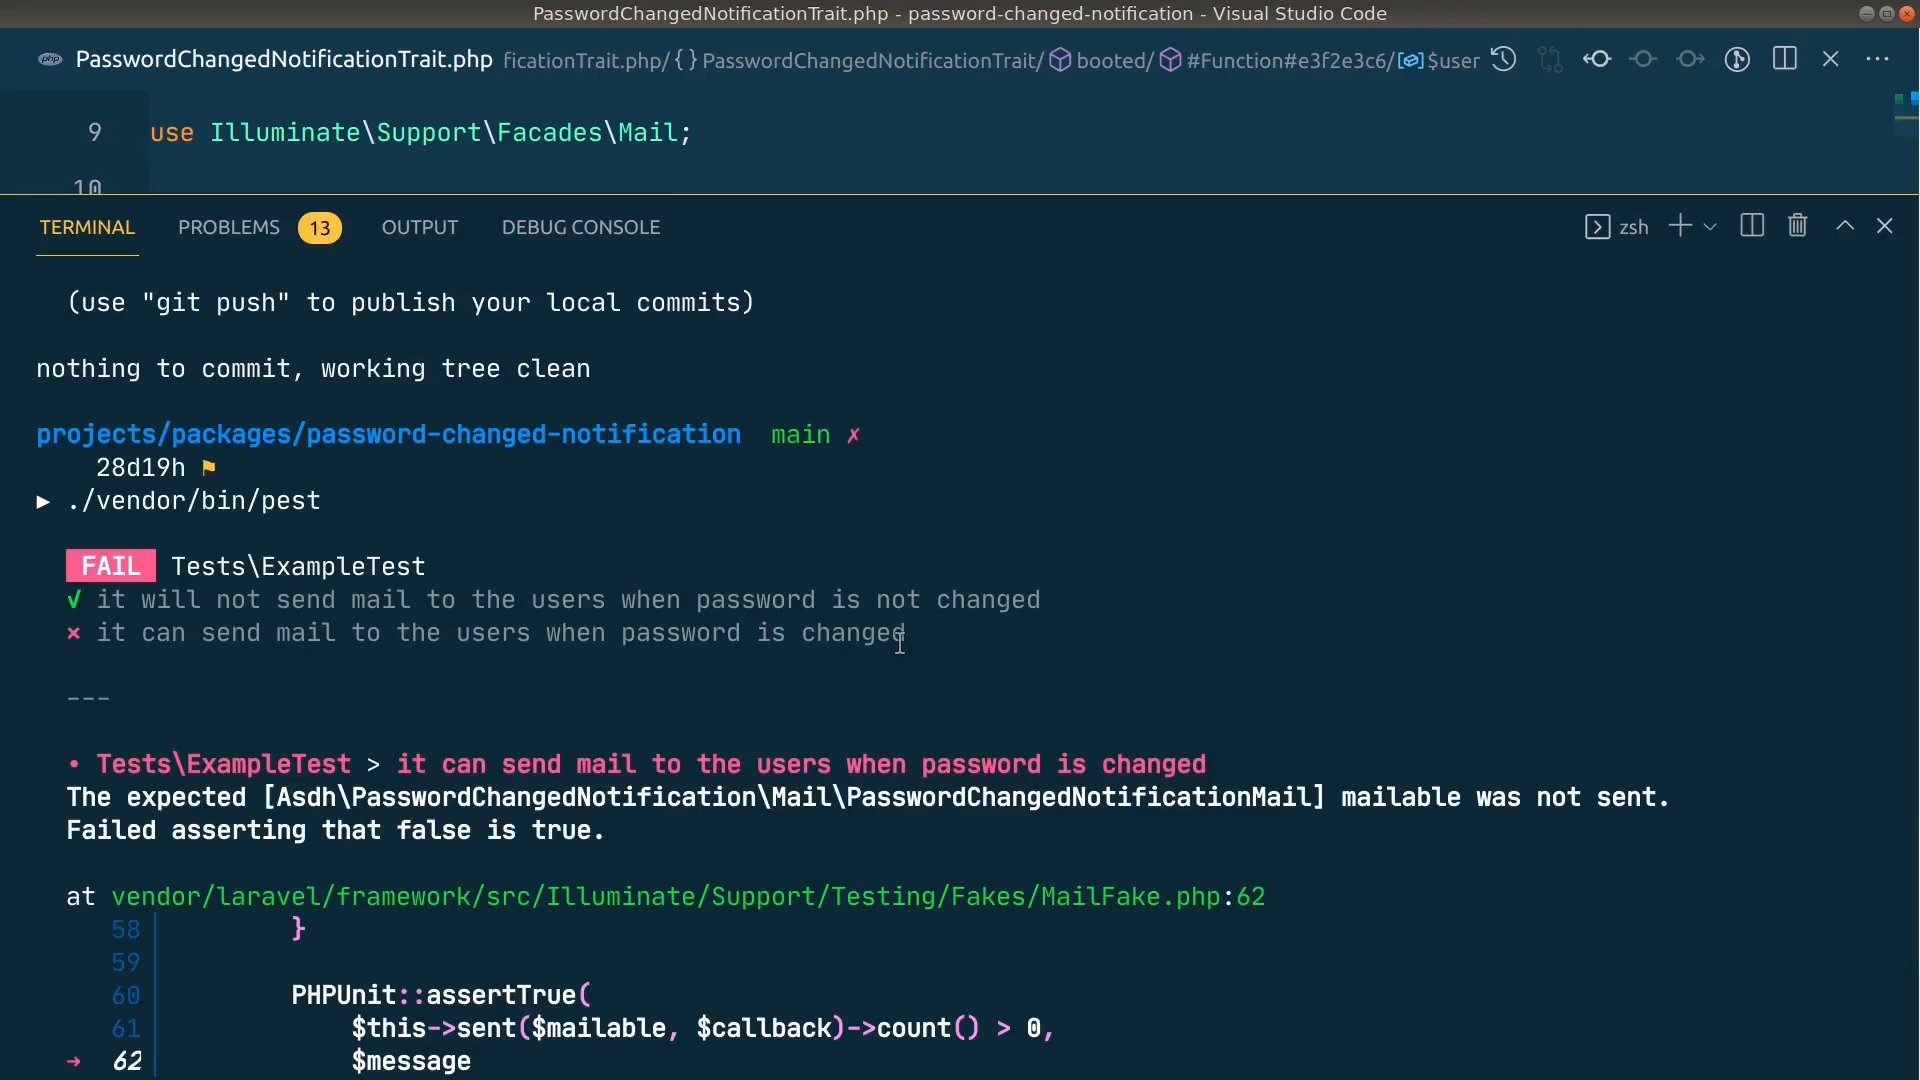 PasswordChangedNotificationTrait.php - password-changed-notification - Visual Studio Code
php PasswordChangedNotificationTrait.php ficationTrait.php/ {} PasswordChangedNotificationTrait/ booted/ #Function#e3f2e3c6/ $user
9 use Illuminate\Support\Facades\Mail;
10
TERMINAL PROBLEMS 13 OUTPUT DEBUG CONSOLE zsh
(use "git push" to publish your local commits)
nothing to commit, working tree clean
projects/packages/password-changed-notification main ✗
28d19h ⚑
▶ ./vendor/bin/pest
FAIL Tests\ExampleTest
√ it will not send mail to the users when password is not changed
× it can send mail to the users when password is changed
---
• Tests\ExampleTest > it can send mail to the users when password is changed
The expected [Asdh\PasswordChangedNotification\Mail\PasswordChangedNotificationMail] mailable was not sent.
Failed asserting that false is true.
at vendor/laravel/framework/src/Illuminate/Support/Testing/Fakes/MailFake.php:62
58 }
59
60 PHPUnit::assertTrue(
61 $this->sent($mailable, $callback)->count() > 0,
➜ 62 $message